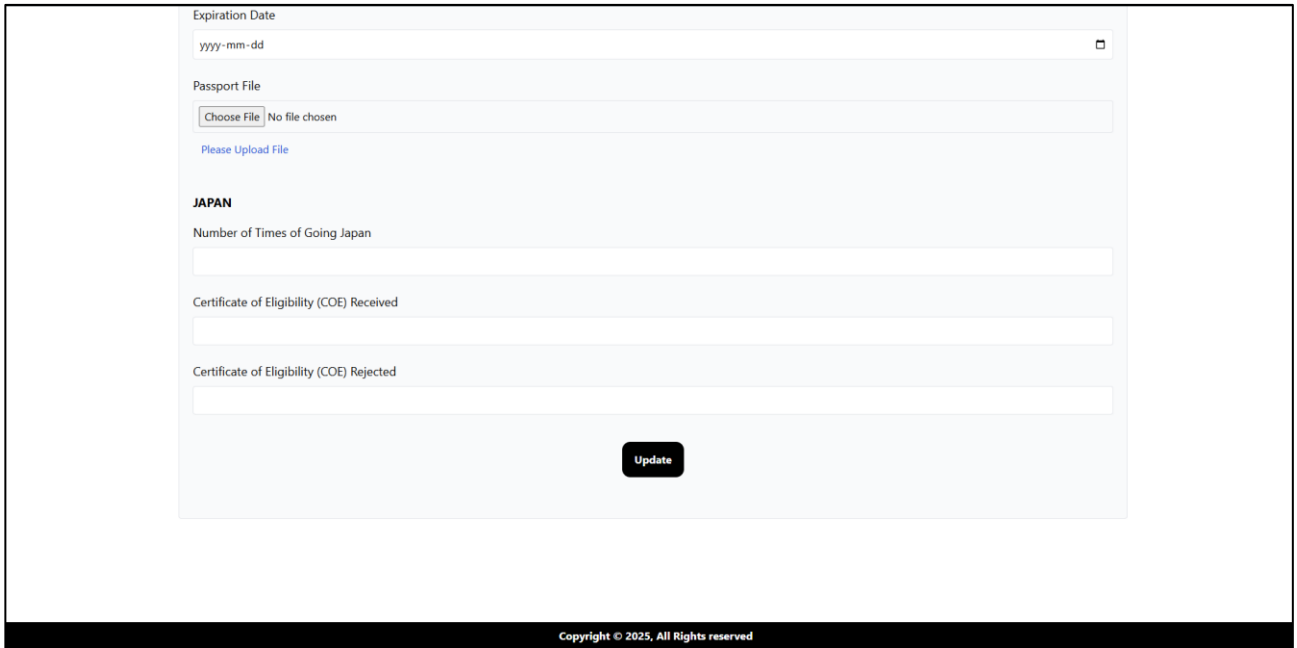 Expiration Date
yyyy-mm-dd
Passport File
Choose File No file chosen
Please Upload File
JAPAN
Number of Times of Going Japan
Certificate of Eligibility (COE) Received
Certificate of Eligibility (COE) Rejected
Update
Copyright © 2025, All Rights reserved